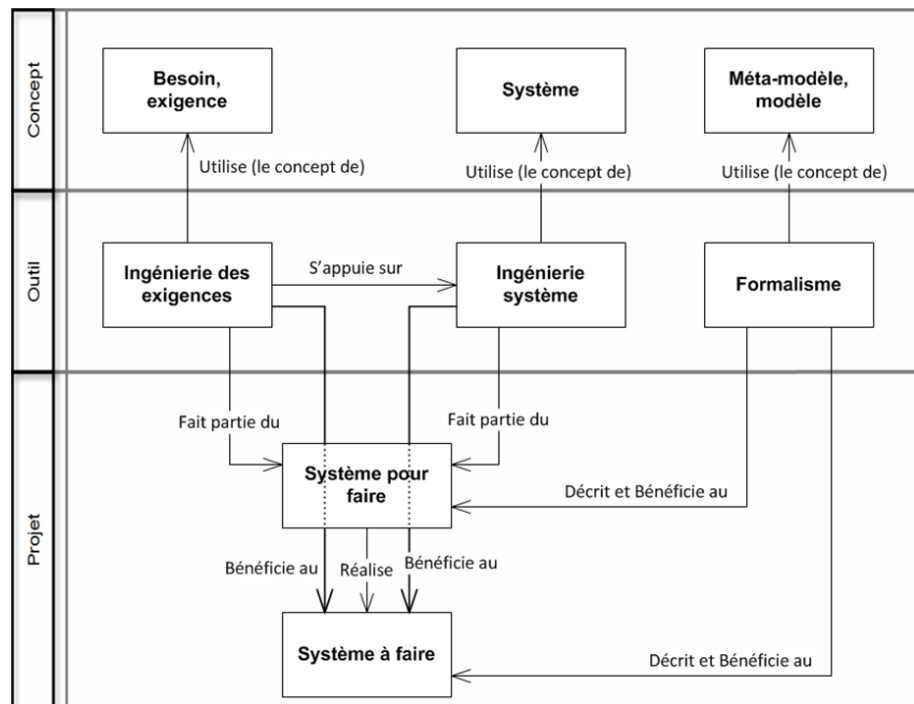 Concept
Besoin,
exigence
Système
Méta-modèle,
modèle
Utilise (le concept de)
Utilise (le concept de)
Utilise (le concept de)
Outil
Ingénierie des
exigences
S'appuie sur
Ingénierie
système
Formalisme
Projet
Fait partie du
Fait partie du
Système pour
faire
Décrit et Bénéficie au
Bénéficie au
Réalise
Bénéficie au
Système à faire
Décrit et Bénéficie au